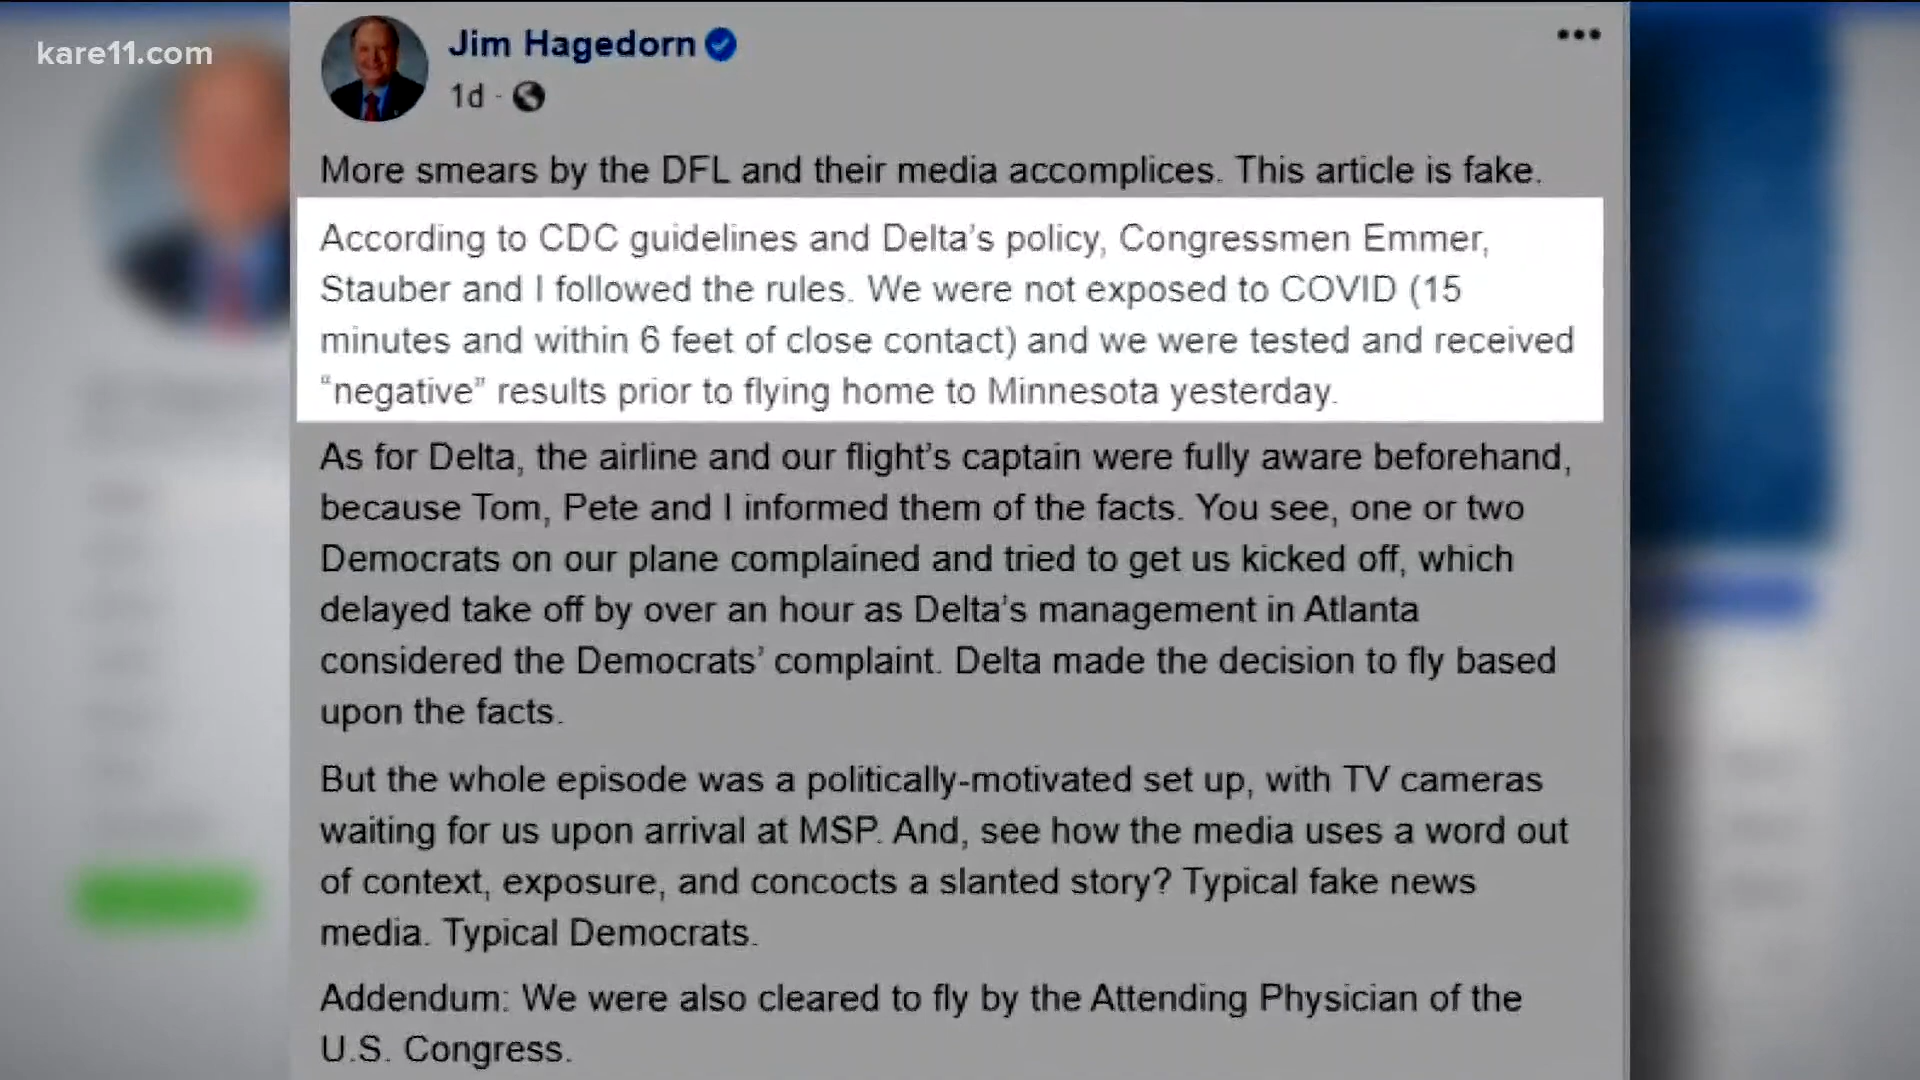 kare11.com
Jim Hagedorn
1d ·
More smears by the DFL and their media accomplices. This article is fake.
According to CDC guidelines and Delta's policy, Congressmen Emmer,
Stauber and I followed the rules. We were not exposed to COVID (15
minutes and within 6 feet of close contact) and we were tested and received
“negative” results prior to flying home to Minnesota yesterday.
As for Delta, the airline and our flight's captain were fully aware beforehand,
because Tom, Pete and I informed them of the facts. You see, one or two
Democrats on our plane complained and tried to get us kicked off, which
delayed take off by over an hour as Delta's management in Atlanta
considered the Democrats’ complaint. Delta made the decision to fly based
upon the facts.
But the whole episode was a politically-motivated set up, with TV cameras
waiting for us upon arrival at MSP. And, see how the media uses a word out
of context, exposure, and concocts a slanted story? Typical fake news
media. Typical Democrats.
Addendum: We were also cleared to fly by the Attending Physician of the
U.S. Congress.